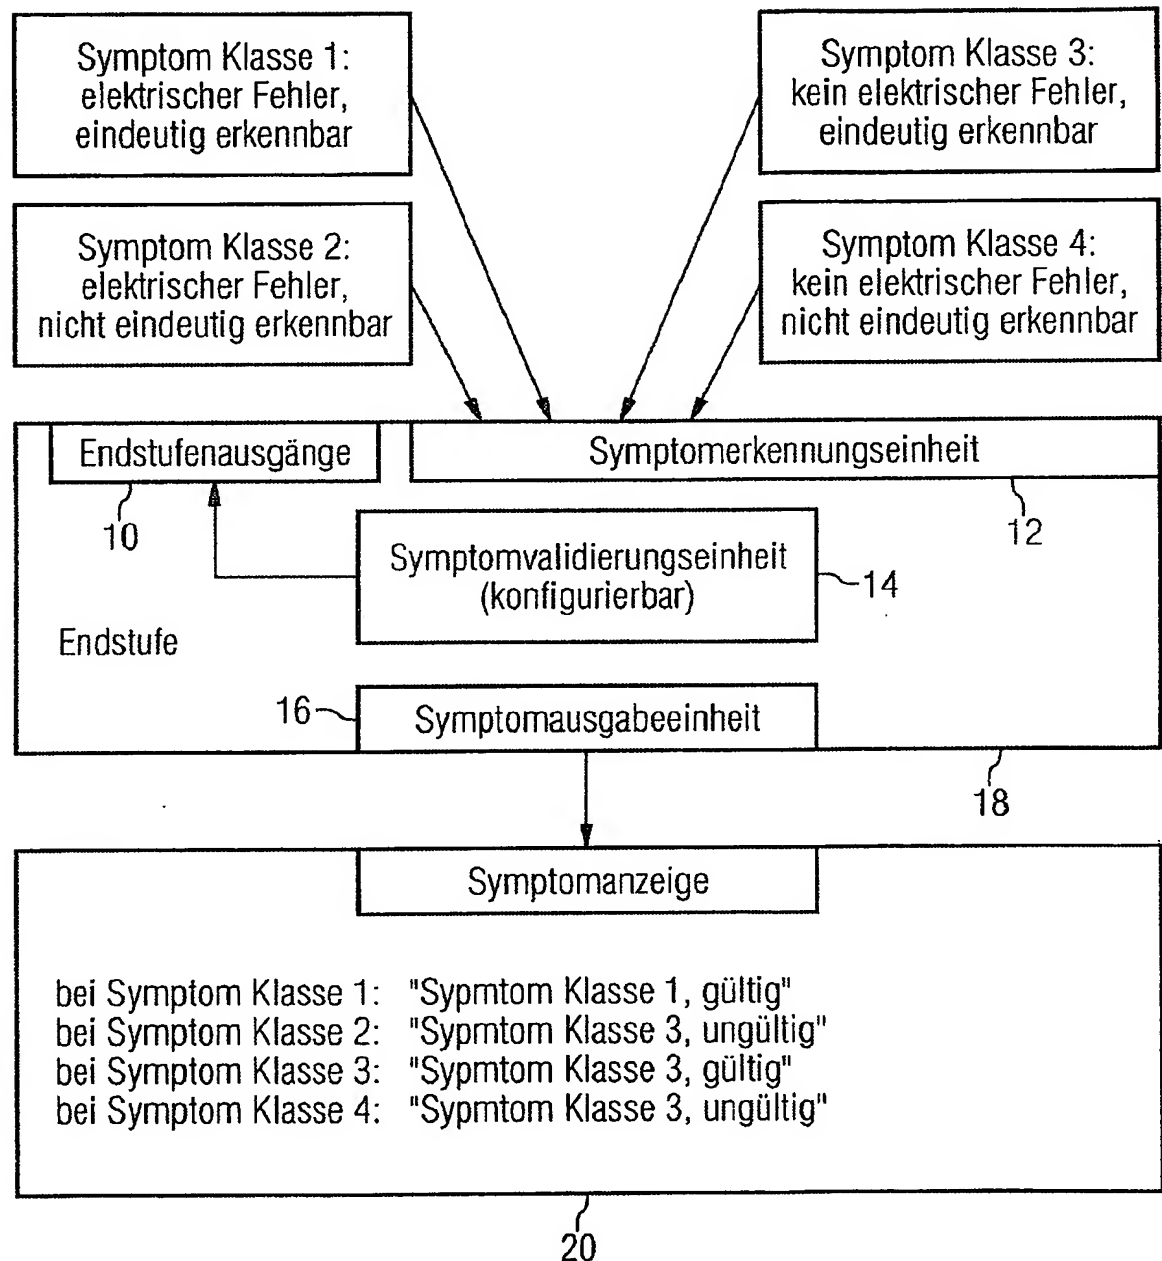 Symptom Klasse 1:
elektrischer Fehler,
eindeutig erkennbar
Symptom Klasse 3:
kein elektrischer Fehler,
eindeutig erkennbar
Symptom Klasse 2:
elektrischer Fehler,
nicht eindeutig erkennbar
Symptom Klasse 4:
kein elektrischer Fehler,
nicht eindeutig erkennbar
Endstufenausgänge
Symptomerkennungseinheit
10
12
Symptomvalidierungseinheit
(konfigurierbar)
14
Endstufe
16
Symptomausgabeeinheit
18
Symptomanzeige
bei Symptom Klasse 1: "Sypmtom Klasse 1, gültig"
bei Symptom Klasse 2: "Sypmtom Klasse 3, ungültig"
bei Symptom Klasse 3: "Sypmtom Klasse 3, gültig"
bei Symptom Klasse 4: "Sypmtom Klasse 3, ungültig"
20